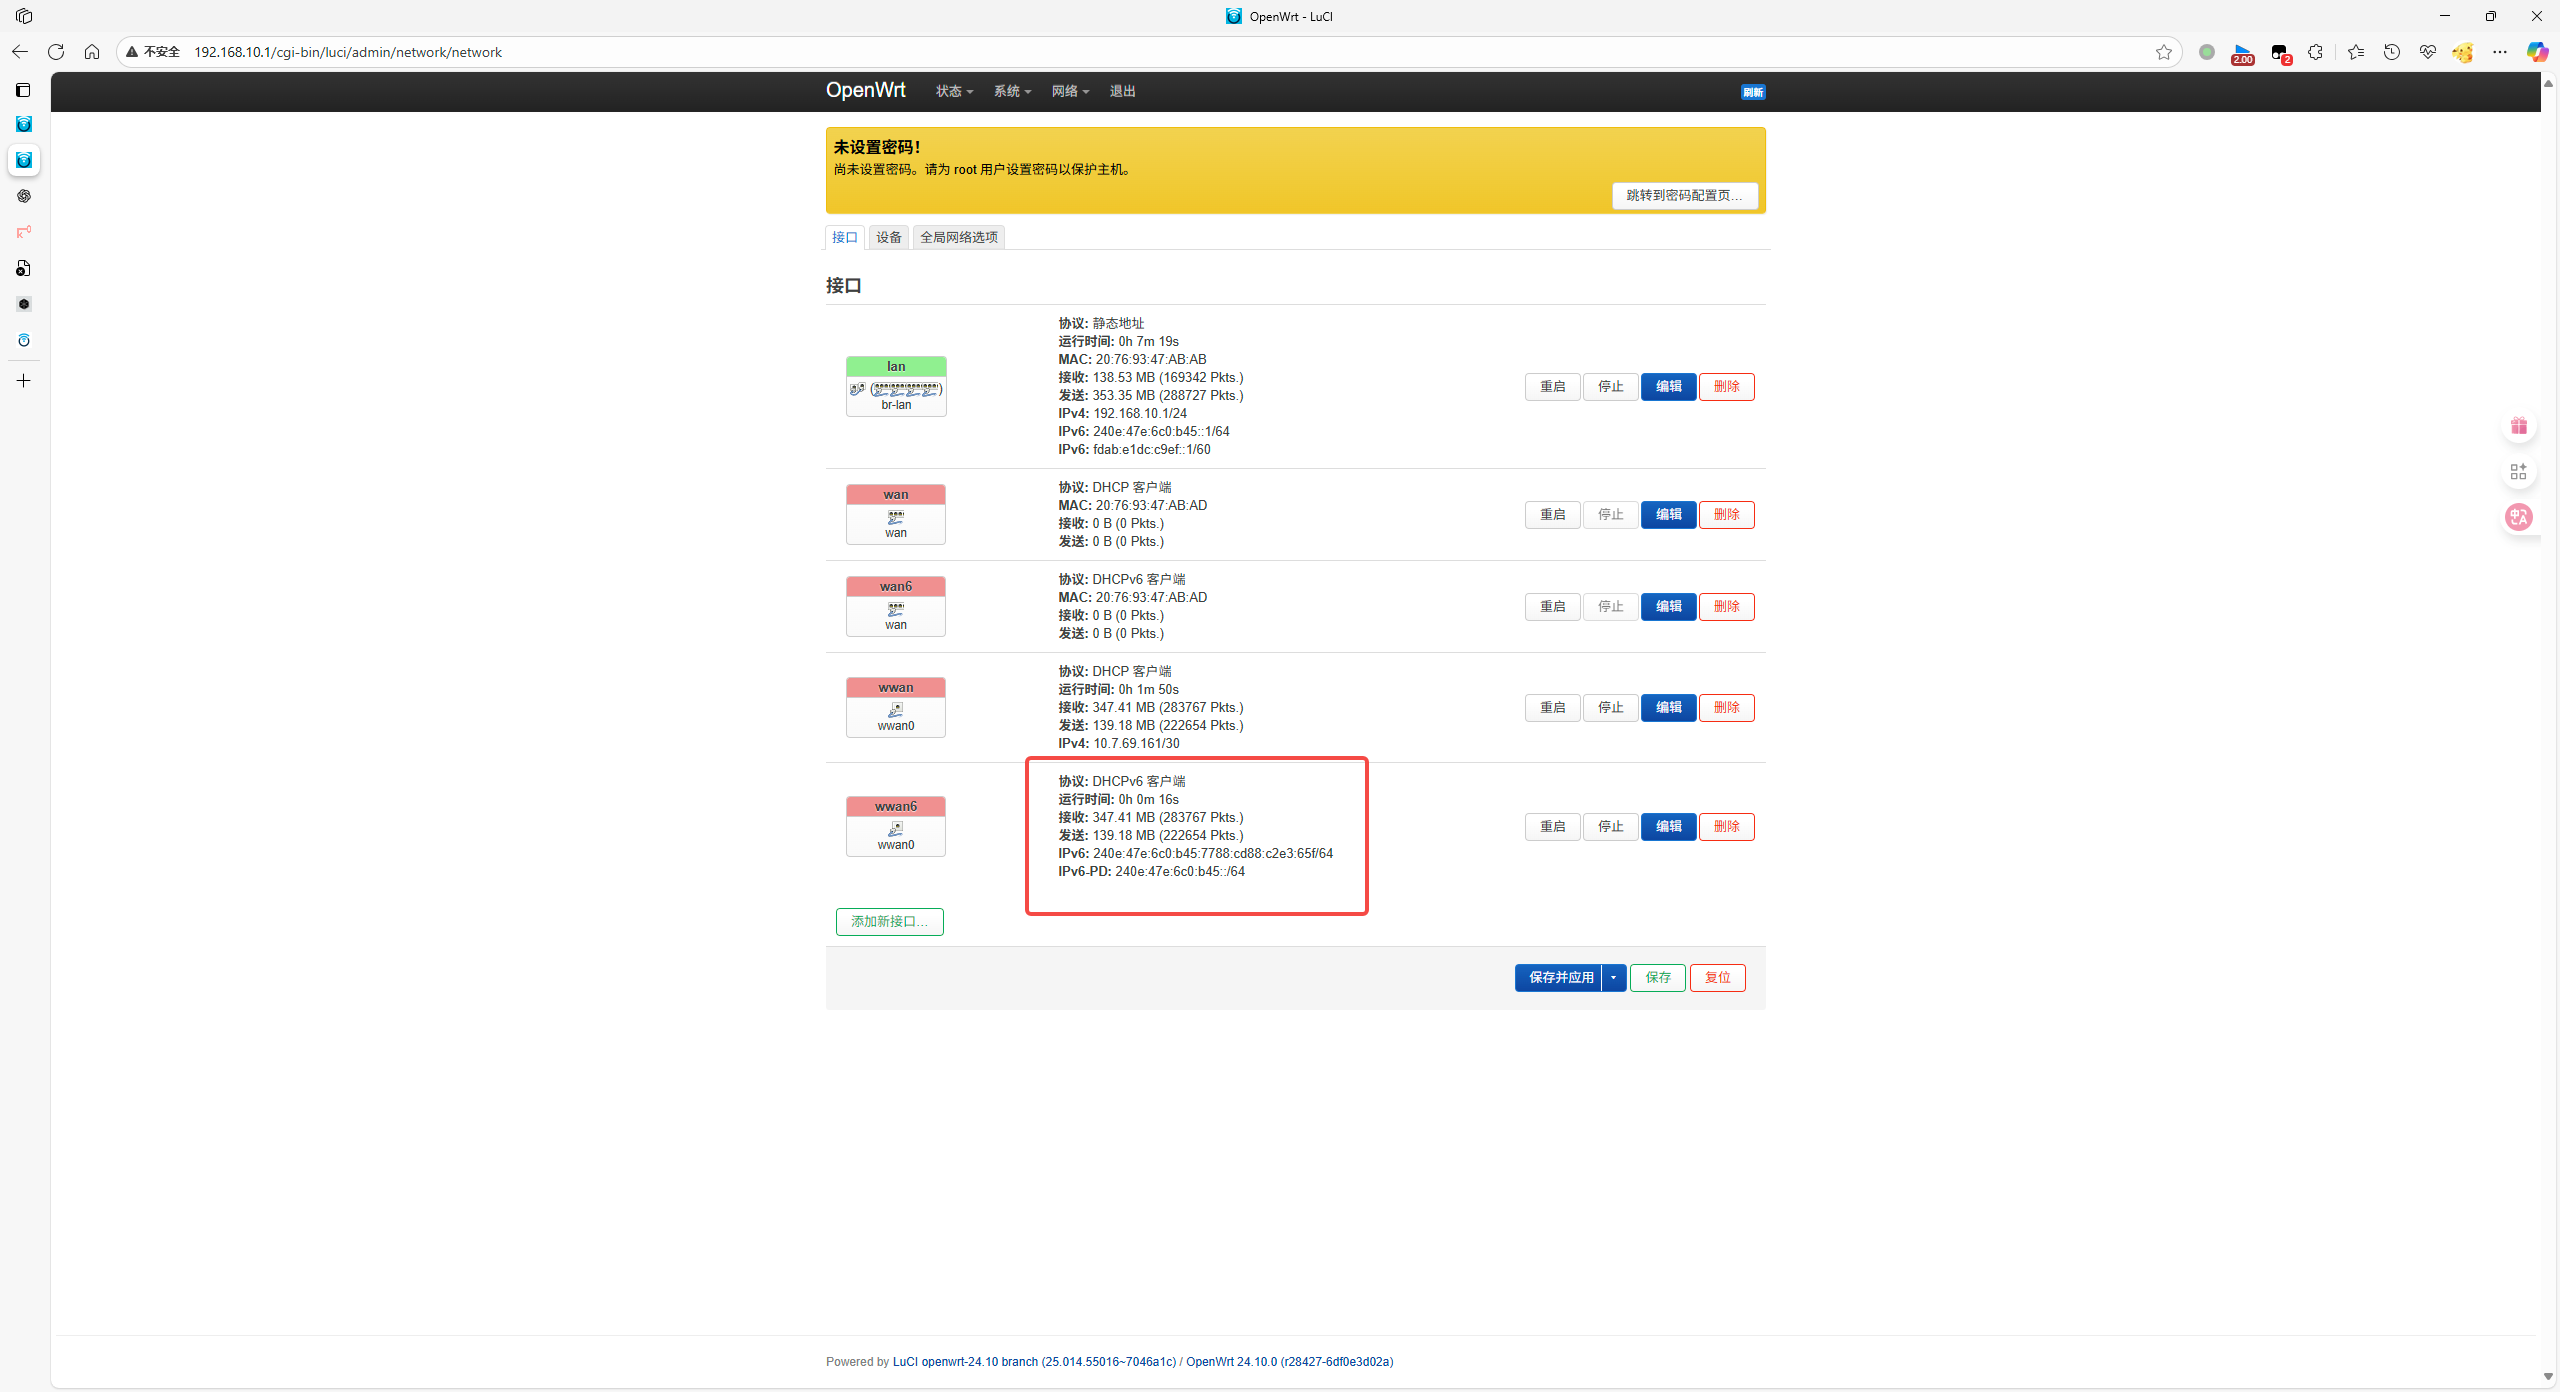 OpenWrt - LuCI
不安全 192.168.10.1/cgi-bin/luci/admin/network/network
2.00
2
OpenWrt 状态 系统 网络 退出 刷新
未设置密码！
尚未设置密码。请为 root 用户设置密码以保护主机。
跳转到密码配置页...
接口 设备 全局网络选项
接口
lan
br-lan
协议: 静态地址
运行时间: 0h 7m 19s
MAC: 20:76:93:47:AB:AB
接收: 138.53 MB (169342 Pkts.)
发送: 353.35 MB (288727 Pkts.)
IPv4: 192.168.10.1/24
IPv6: 240e:47e:6c0:b45::1/64
IPv6: fdab:e1dc:c9ef::1/60
重启 停止 编辑 删除
wan
wan
协议: DHCP 客户端
MAC: 20:76:93:47:AB:AD
接收: 0 B (0 Pkts.)
发送: 0 B (0 Pkts.)
重启 停止 编辑 删除
wan6
wan
协议: DHCPv6 客户端
MAC: 20:76:93:47:AB:AD
接收: 0 B (0 Pkts.)
发送: 0 B (0 Pkts.)
重启 停止 编辑 删除
wwan
wwan0
协议: DHCP 客户端
运行时间: 0h 1m 50s
接收: 347.41 MB (283767 Pkts.)
发送: 139.18 MB (222654 Pkts.)
IPv4: 10.7.69.161/30
重启 停止 编辑 删除
wwan6
wwan0
协议: DHCPv6 客户端
运行时间: 0h 0m 16s
接收: 347.41 MB (283767 Pkts.)
发送: 139.18 MB (222654 Pkts.)
IPv6: 240e:47e:6c0:b45:7788:cd88:c2e3:65f/64
IPv6-PD: 240e:47e:6c0:b45::/64
重启 停止 编辑 删除
添加新接口...
保存并应用 保存 复位
Powered by LuCI openwrt-24.10 branch (25.014.55016~7046a1c) / OpenWrt 24.10.0 (r28427-6df0e3d02a)